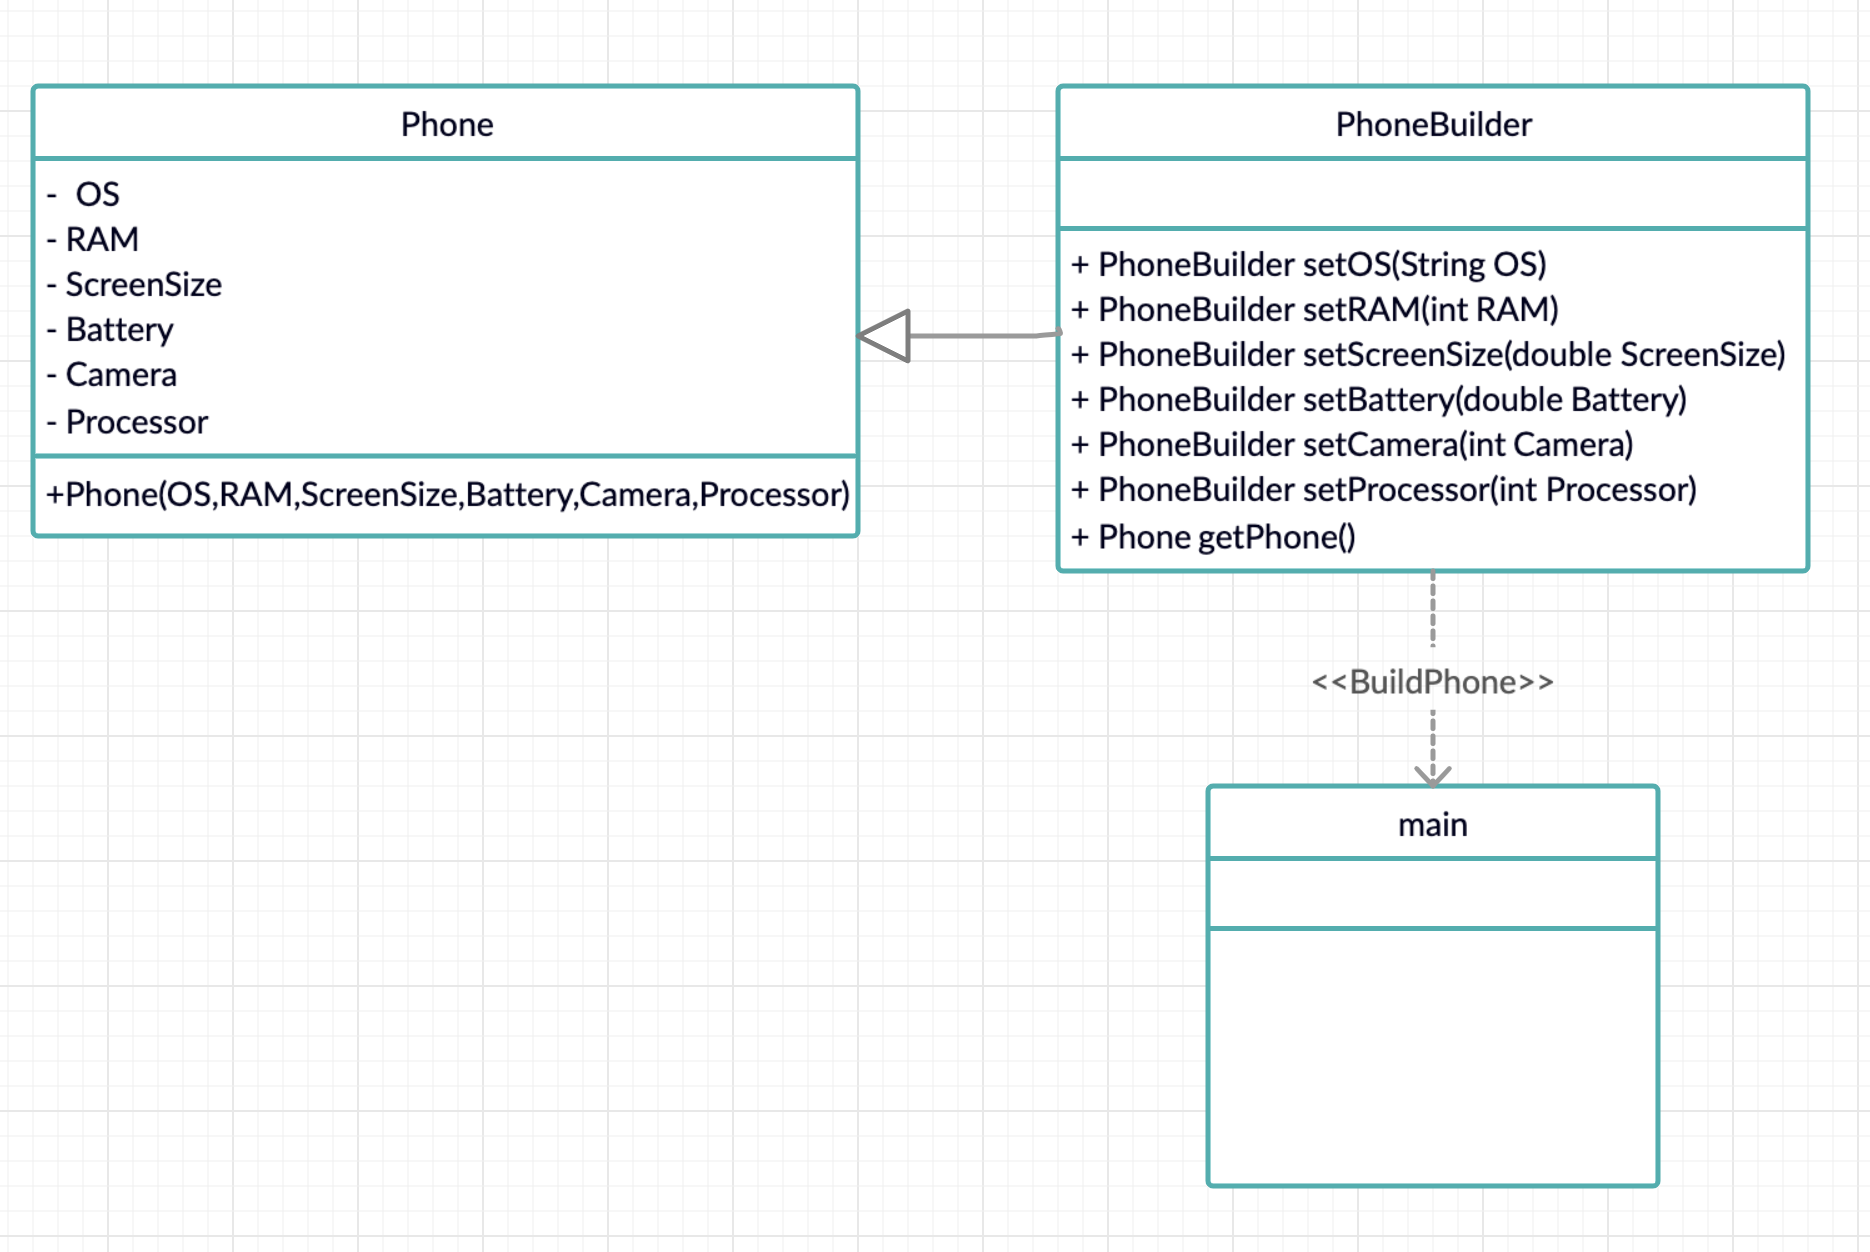 Phone
- OS
- RAM
- ScreenSize
- Battery
- Camera
- Processor
+Phone(OS,RAM,ScreenSize,Battery,Camera,Processor)
PhoneBuilder
+ PhoneBuilder setOS(String OS)
+ PhoneBuilder setRAM(int RAM)
+ PhoneBuilder setScreenSize(double ScreenSize)
+ PhoneBuilder setBattery(double Battery)
+ PhoneBuilder setCamera(int Camera)
+ PhoneBuilder setProcessor(int Processor)
+ Phone getPhone()
<<BuildPhone>>
main